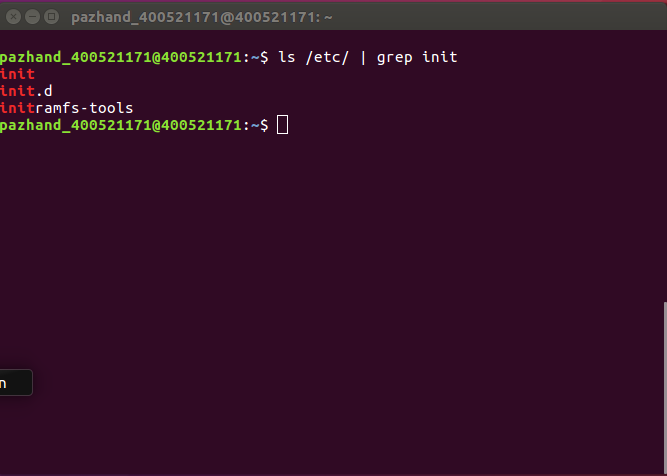 pazhand_400521171@400521171: ~
pazhand_400521171@400521171:~$ ls /etc/ | grep init
init
init.d
initramfs-tools
pazhand_400521171@400521171:~$
n